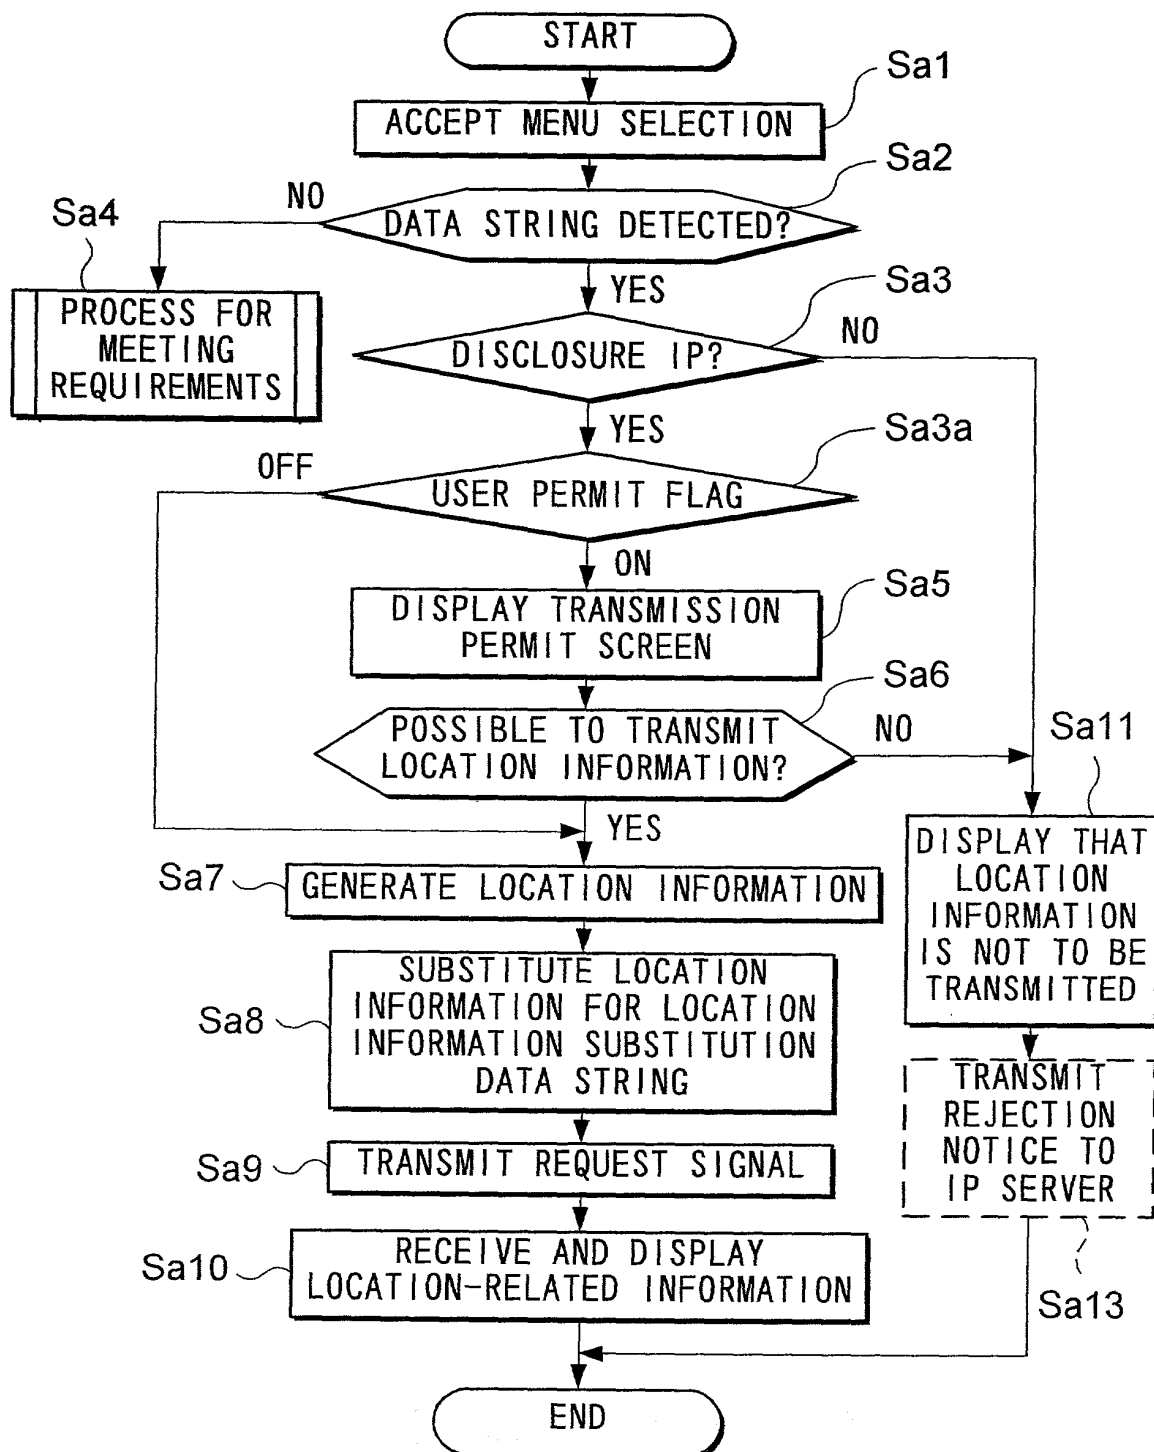 START
Sa1
ACCEPT MENU SELECTION
Sa2
NO
DATA STRING DETECTED?
Sa4
YES
Sa3
PROCESS FOR
MEETING
REQUIREMENTS
DISCLOSURE IP?
NO
YES
Sa3a
OFF
USER PERMIT FLAG
ON
Sa5
DISPLAY TRANSMISSION
PERMIT SCREEN
Sa6
POSSIBLE TO TRANSMIT
LOCATION INFORMATION?
NO
Sa11
YES
DISPLAY THAT
LOCATION
INFORMATION
IS NOT TO BE
TRANSMITTED
Sa7
GENERATE LOCATION INFORMATION
Sa8
SUBSTITUTE LOCATION
INFORMATION FOR LOCATION
INFORMATION SUBSTITUTION
DATA STRING
TRANSMIT
REJECTION
NOTICE TO
IP SERVER
Sa9
TRANSMIT REQUEST SIGNAL
Sa10
RECEIVE AND DISPLAY
LOCATION-RELATED INFORMATION
Sa13
END